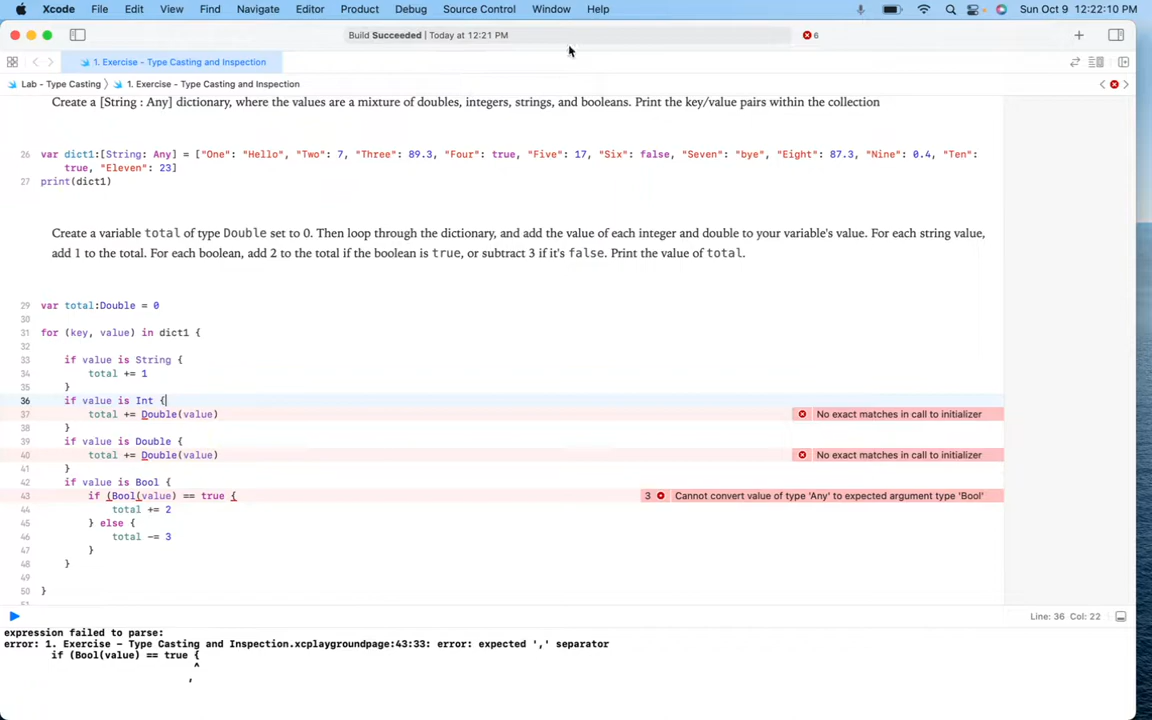 Xcode File Edit View Find Navigate Editor Product Debug Source Control Window Help Sun Oct 9 12:22:10 PM
Build Succeeded | Today at 12:21 PM 6
1. Exercise - Type Casting and Inspection
Lab - Type Casting 1. Exercise - Type Casting and Inspection
Create a [String : Any] dictionary, where the values are a mixture of doubles, integers, strings, and booleans. Print the key/value pairs within the collection
26 var dict1:[String: Any] = ["One": "Hello", "Two": 7, "Three": 89.3, "Four": true, "Five": 17, "Six": false, "Seven": "bye", "Eight": 87.3, "Nine": 0.4, "Ten":
true, "Eleven": 23]
27 print(dict1)
Create a variable total of type Double set to 0. Then loop through the dictionary, and add the value of each integer and double to your variable's value. For each string value,
add 1 to the total. For each boolean, add 2 to the total if the boolean is true, or subtract 3 if it's false. Print the value of total.
29 var total:Double = 0
30
31 for (key, value) in dict1 {
32
33 if value is String {
34 total += 1
35 }
36 if value is Int {
37 total += Double(value) No exact matches in call to initializer
38 }
39 if value is Double {
40 total += Double(value) No exact matches in call to initializer
41 }
42 if value is Bool {
43 if (Bool(value) == true { 3 Cannot convert value of type 'Any' to expected argument type 'Bool'
44 total += 2
45 } else {
46 total -= 3
47 }
48 }
49
50 }
Line: 36 Col: 22
expression failed to parse:
error: 1. Exercise - Type Casting and Inspection.xcplaygroundpage:43:33: error: expected ',' separator
if (Bool(value) == true {
^
,